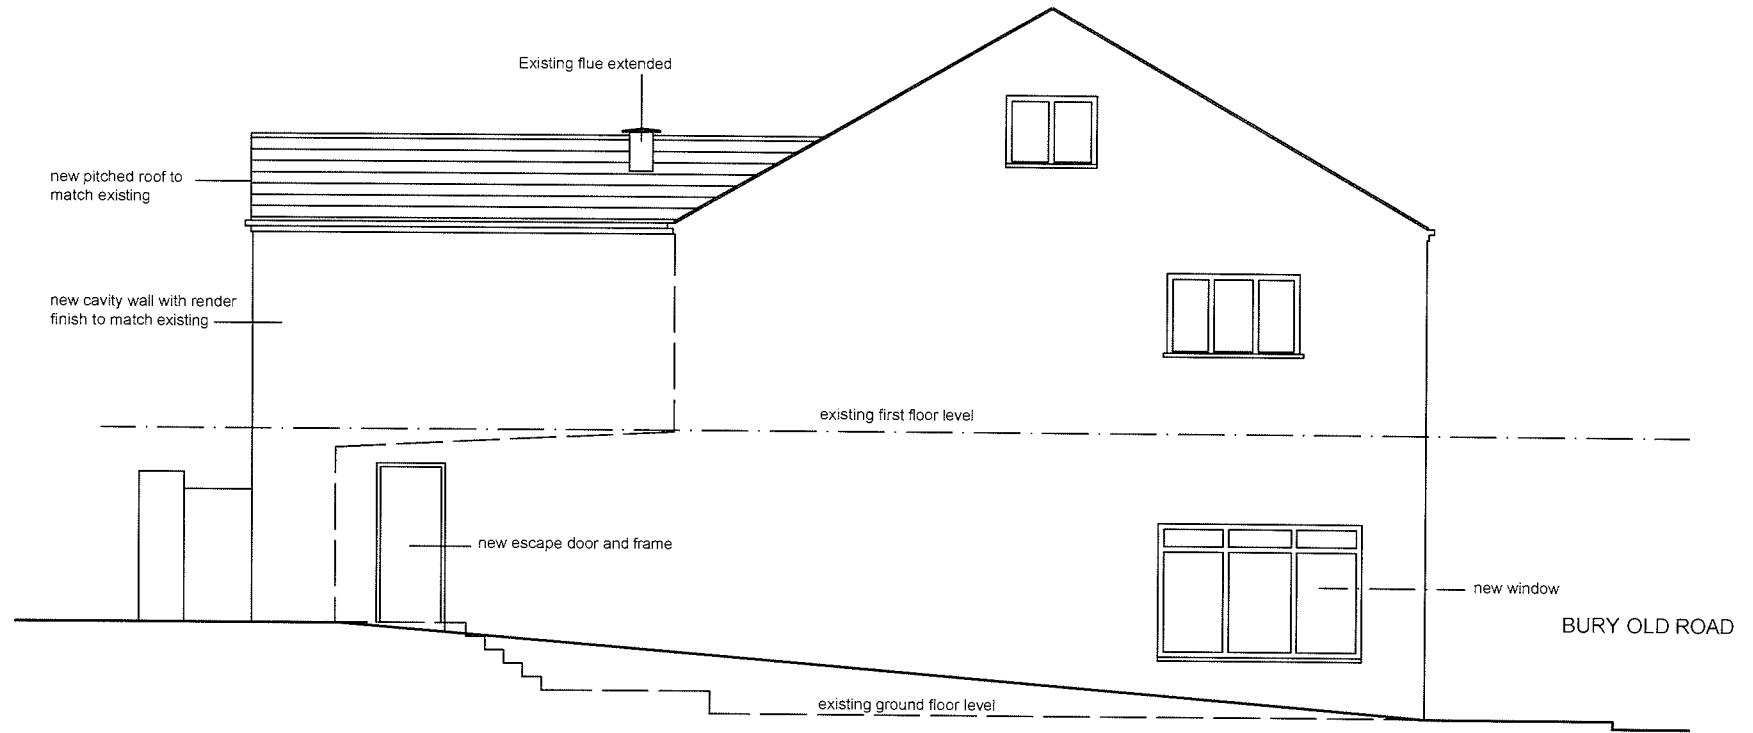 Existing flue extended
new pitched roof to
match existing
new cavity wall with render
finish to match existing
existing first floor level
new escape door and frame
new window
BURY OLD ROAD
existing ground floor level